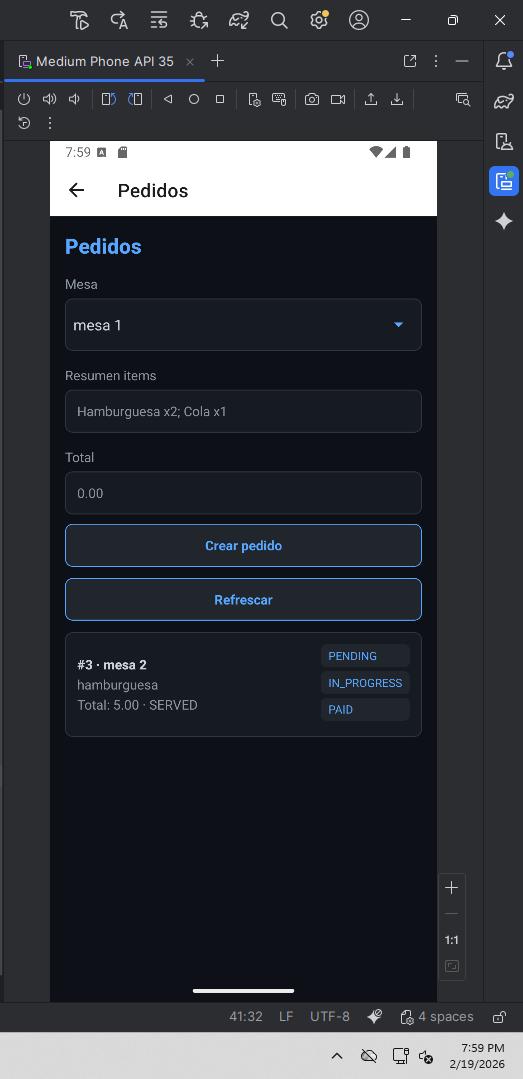 Medium Phone API 35
7:59
Pedidos
Pedidos
Mesa
mesa 1
Resumen items
Hamburguesa x2; Cola x1
Total
0.00
Crear pedido
Refrescar
#3 · mesa 2
hamburguesa
Total: 5.00 · SERVED
PENDING
IN_PROGRESS
PAID
1:1
41:32 LF UTF-8 4 spaces
7:59 PM
2/19/2026